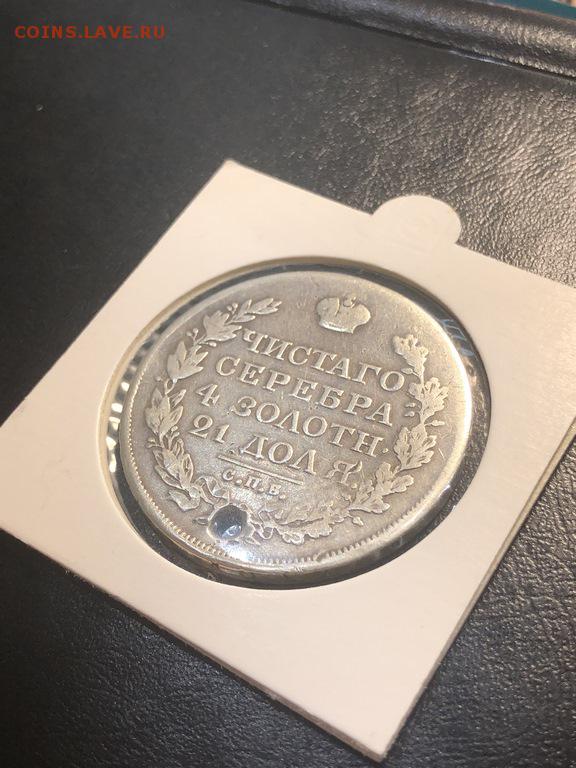 COINS.LAVE.RU
ЧИСТАГО
СЕРЕБРА
4 ЗОЛОТН.
21 ДОЛЯ.
С.П.Б.